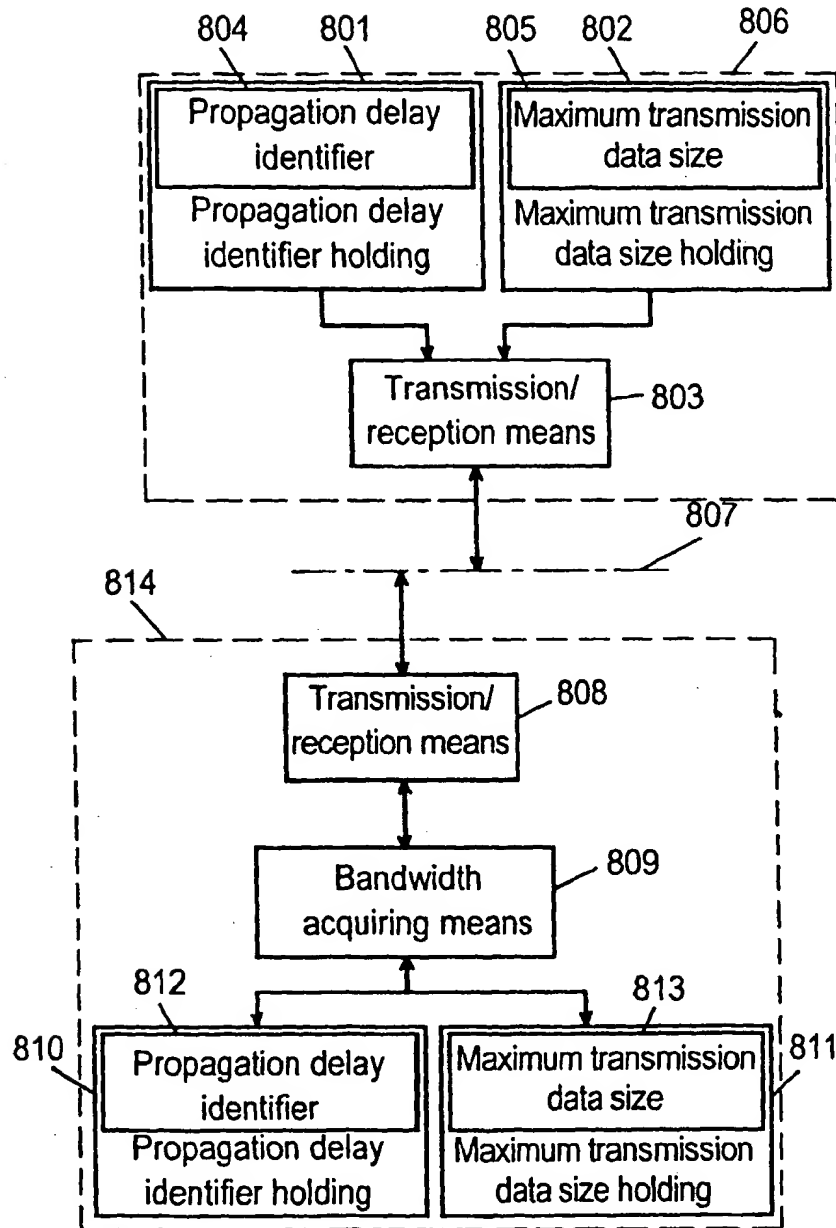 804 801 805 802 806
Propagation delay
identifier
Propagation delay
identifier holding
Maximum transmission
data size
Maximum transmission
data size holding
Transmission/
reception means
803
807
814
Transmission/
reception means
808
Bandwidth
acquiring means
809
812
813
810
Propagation delay
identifier
Propagation delay
identifier holding
Maximum transmission
data size
Maximum transmission
data size holding
811